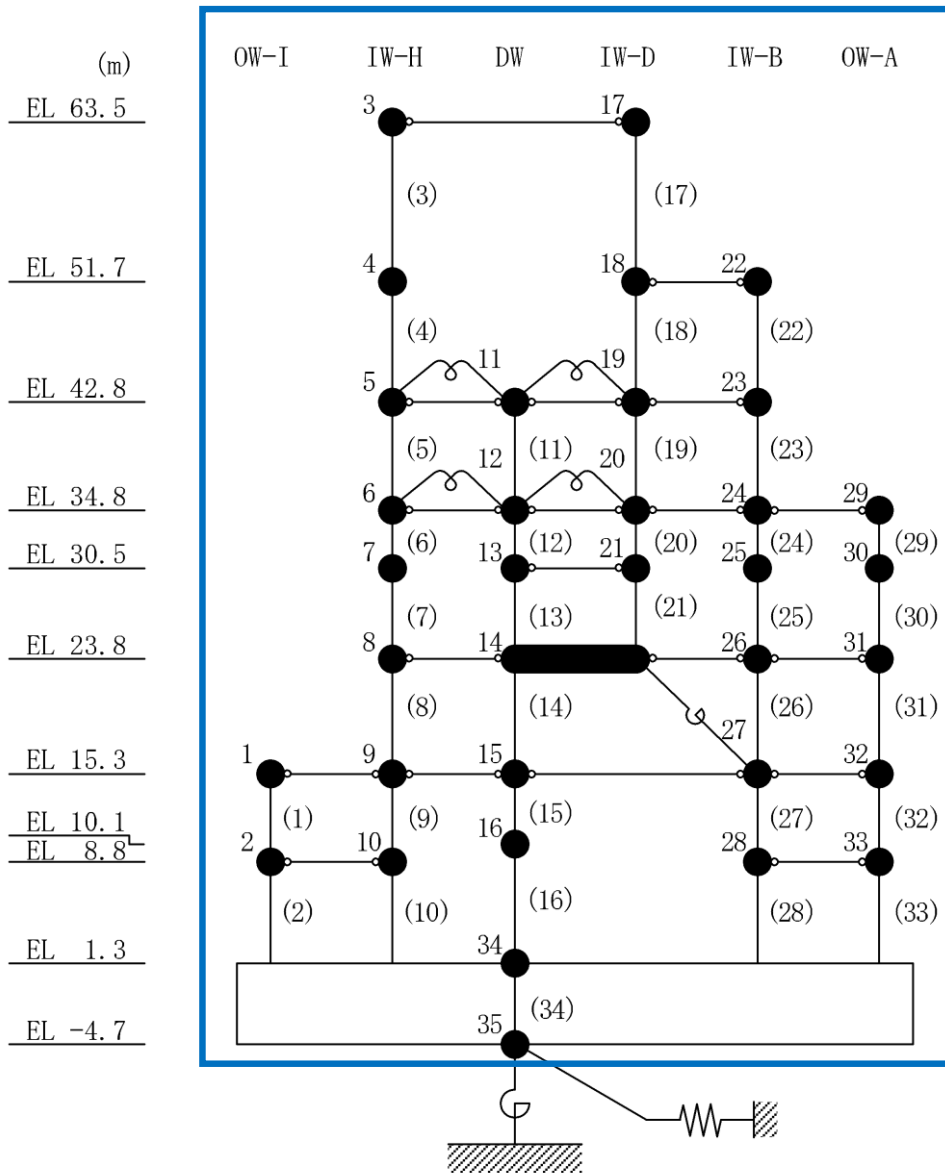 OW-I IW-H DW IW-D IW-B OW-A
(m)
EL 63.5 3 17
(3) (17)
EL 51.7 4 18 22
(4) (18) (22)
11 19
EL 42.8 5 23
(5) (11) (19) (23)
12 20
EL 34.8 6 24 29
(6) (12) (20) (24) (29)
EL 30.5 7 13 21 25 30
(7) (13) (21) (25) (30)
EL 23.8 8 14 26 31
(8) (14) (26) (31)
27
EL 15.3 1 9 15 32
(1) (9) (15) (27) (32)
EL 10.1 16
EL 8.8 2 10 28 33
(2) (10) (16) (28) (33)
EL 1.3 34
(34)
EL -4.7 35